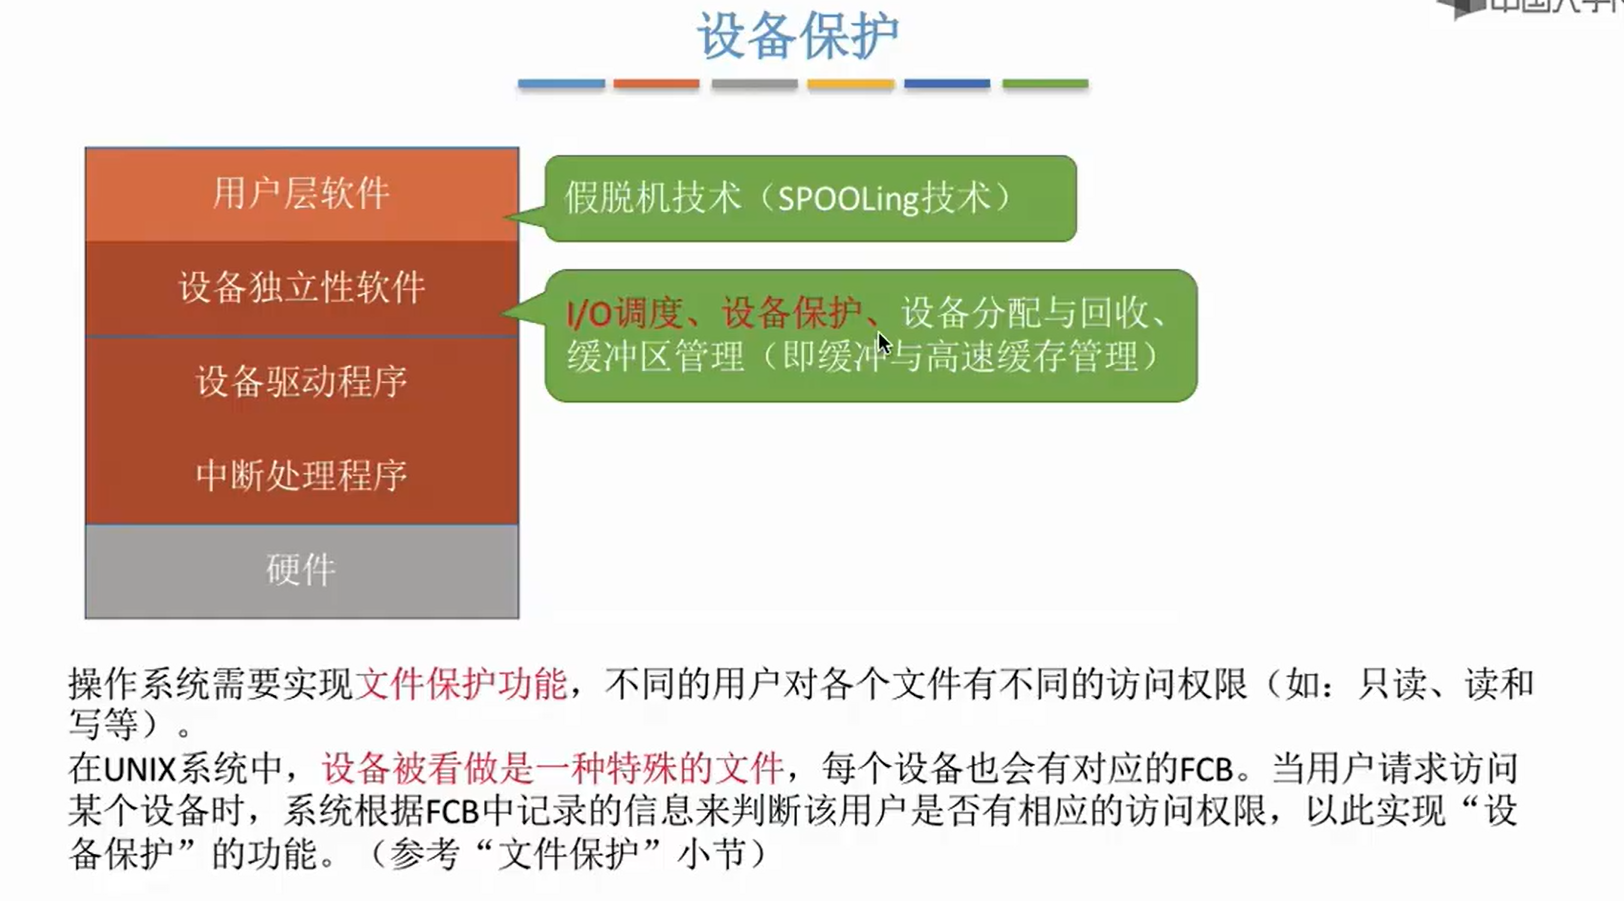 设备保护
用户层软件
假脱机技术（SPOOLing技术）
设备独立性软件
I/O调度、设备保护、设备分配与回收、
缓冲区管理（即缓冲与高速缓存管理）
设备驱动程序
中断处理程序
硬件
操作系统需要实现文件保护功能，不同的用户对各个文件有不同的访问权限（如：只读、读和
写等）。
在UNIX系统中，设备被看做是一种特殊的文件，每个设备也会有对应的FCB。当用户请求访问
某个设备时，系统根据FCB中记录的信息来判断该用户是否有相应的访问权限，以此实现“设
备保护”的功能。（参考“文件保护”小节）